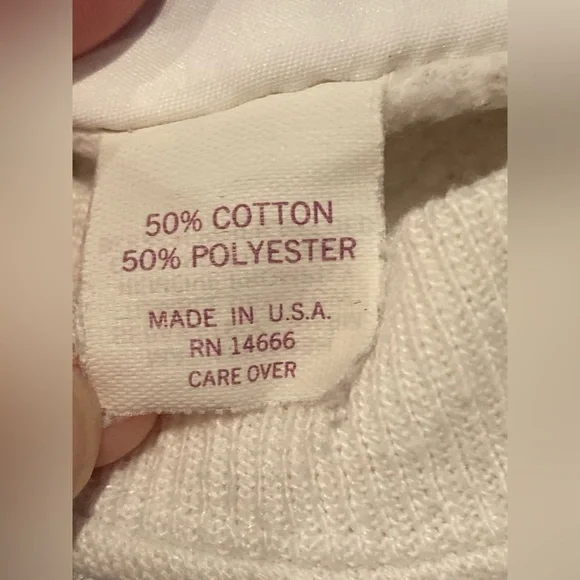 50% COTTON
50% POLYESTER
MADE IN U.S.A.
RN 14666
CARE OVER